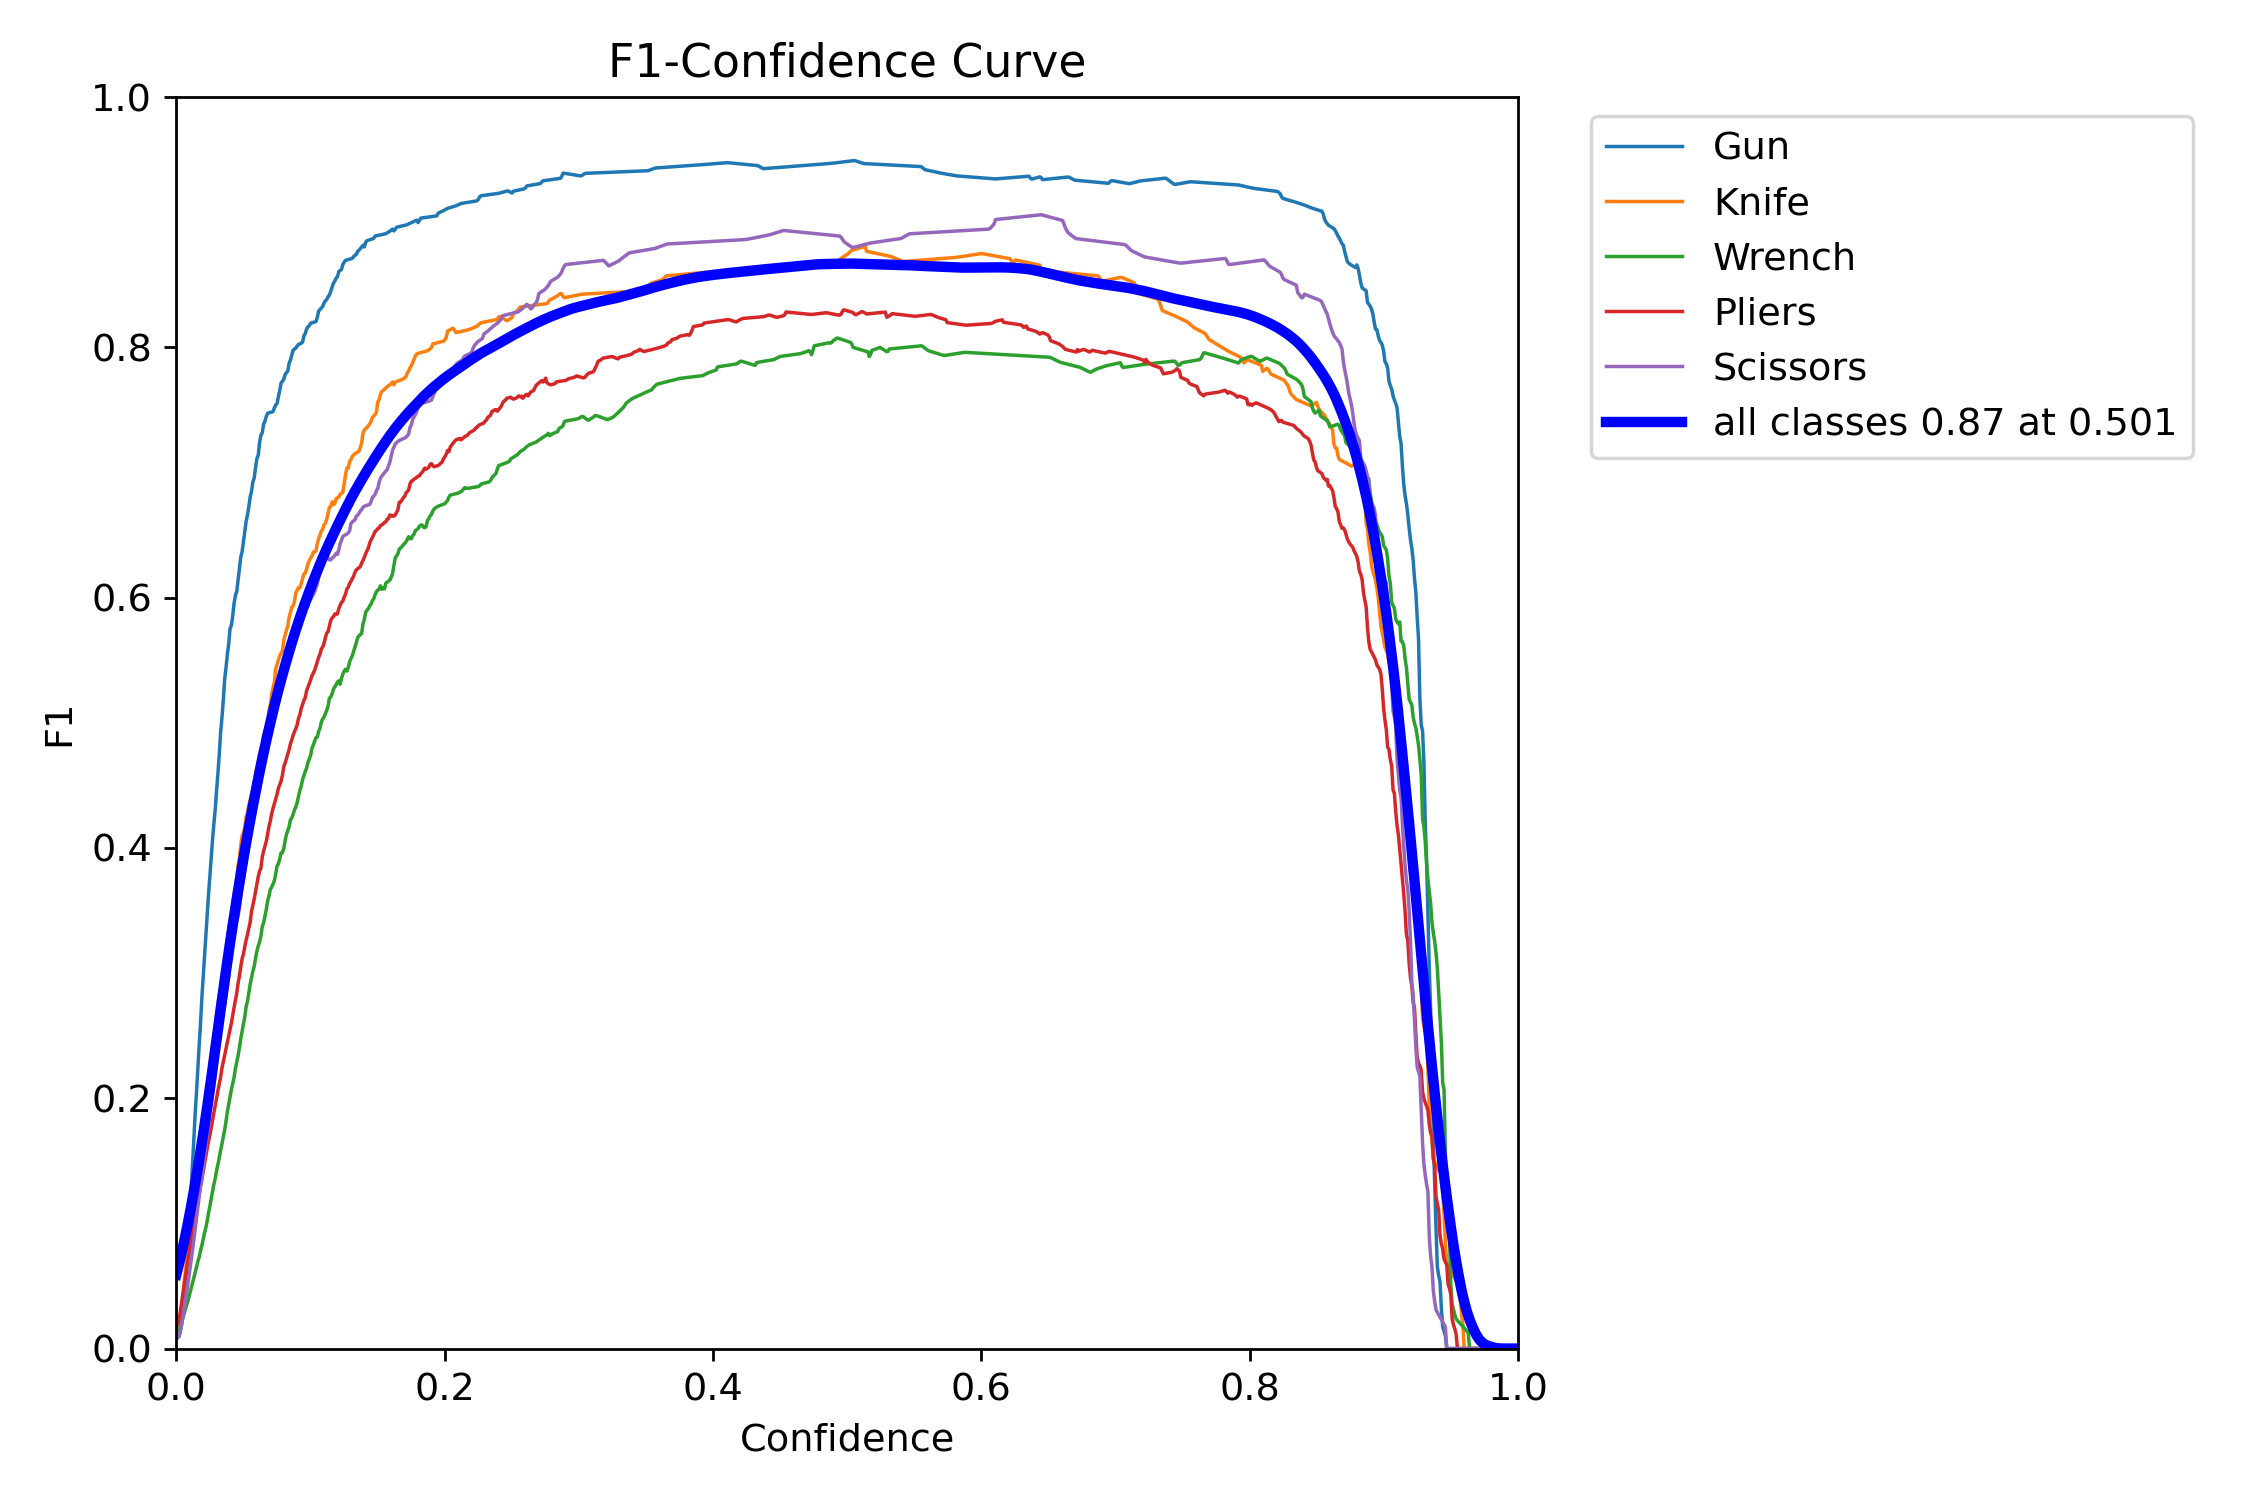 F1-Confidence Curve
1.0
0.8
0.6
0.4
0.2
0.0
F1
0.0 0.2 0.4 0.6 0.8 1.0
Confidence
Gun
Knife
Wrench
Pliers
Scissors
all classes 0.87 at 0.501